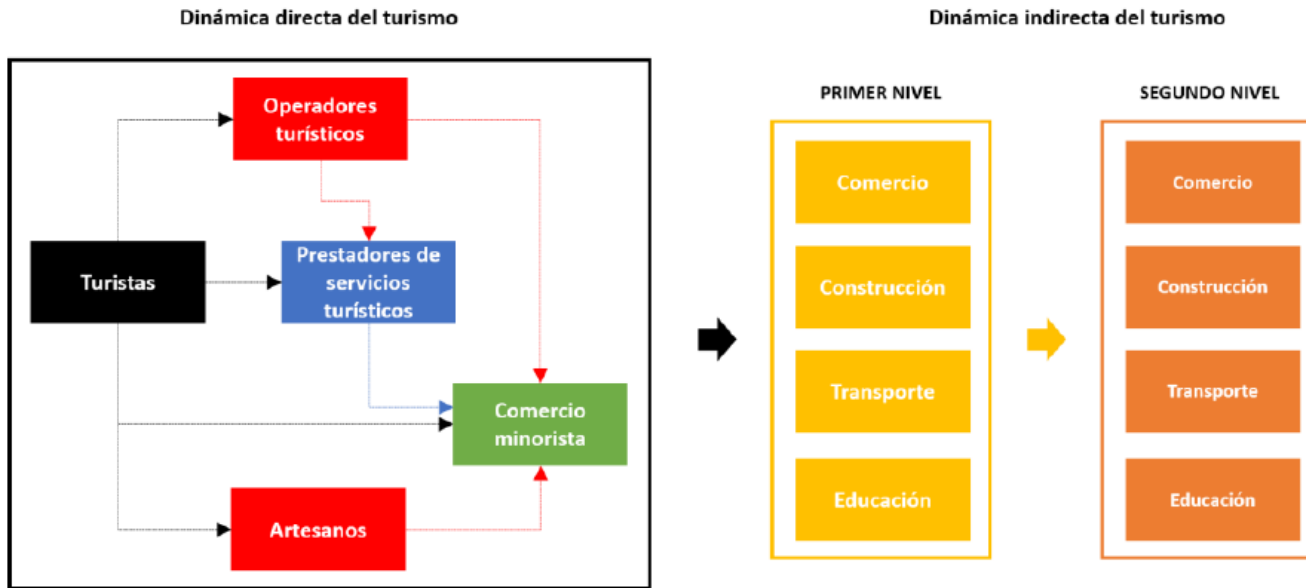 Dinámica directa del turismo
Dinámica indirecta del turismo
Operadores
turísticos
Turistas
Prestadores de
servicios
turísticos
Comercio
minorista
Artesanos
PRIMER NIVEL
Comercio
Construcción
Transporte
Educación
SEGUNDO NIVEL
Comercio
Construcción
Transporte
Educación